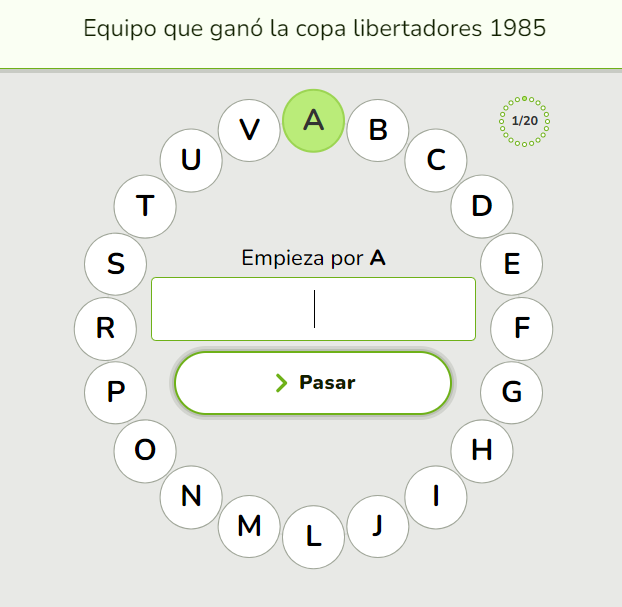 Equipo que ganó la copa libertadores 1985
1/20
A
B
C
D
E
F
G
H
I
J
L
M
N
O
P
R
S
T
U
V
Empieza por A
Pasar